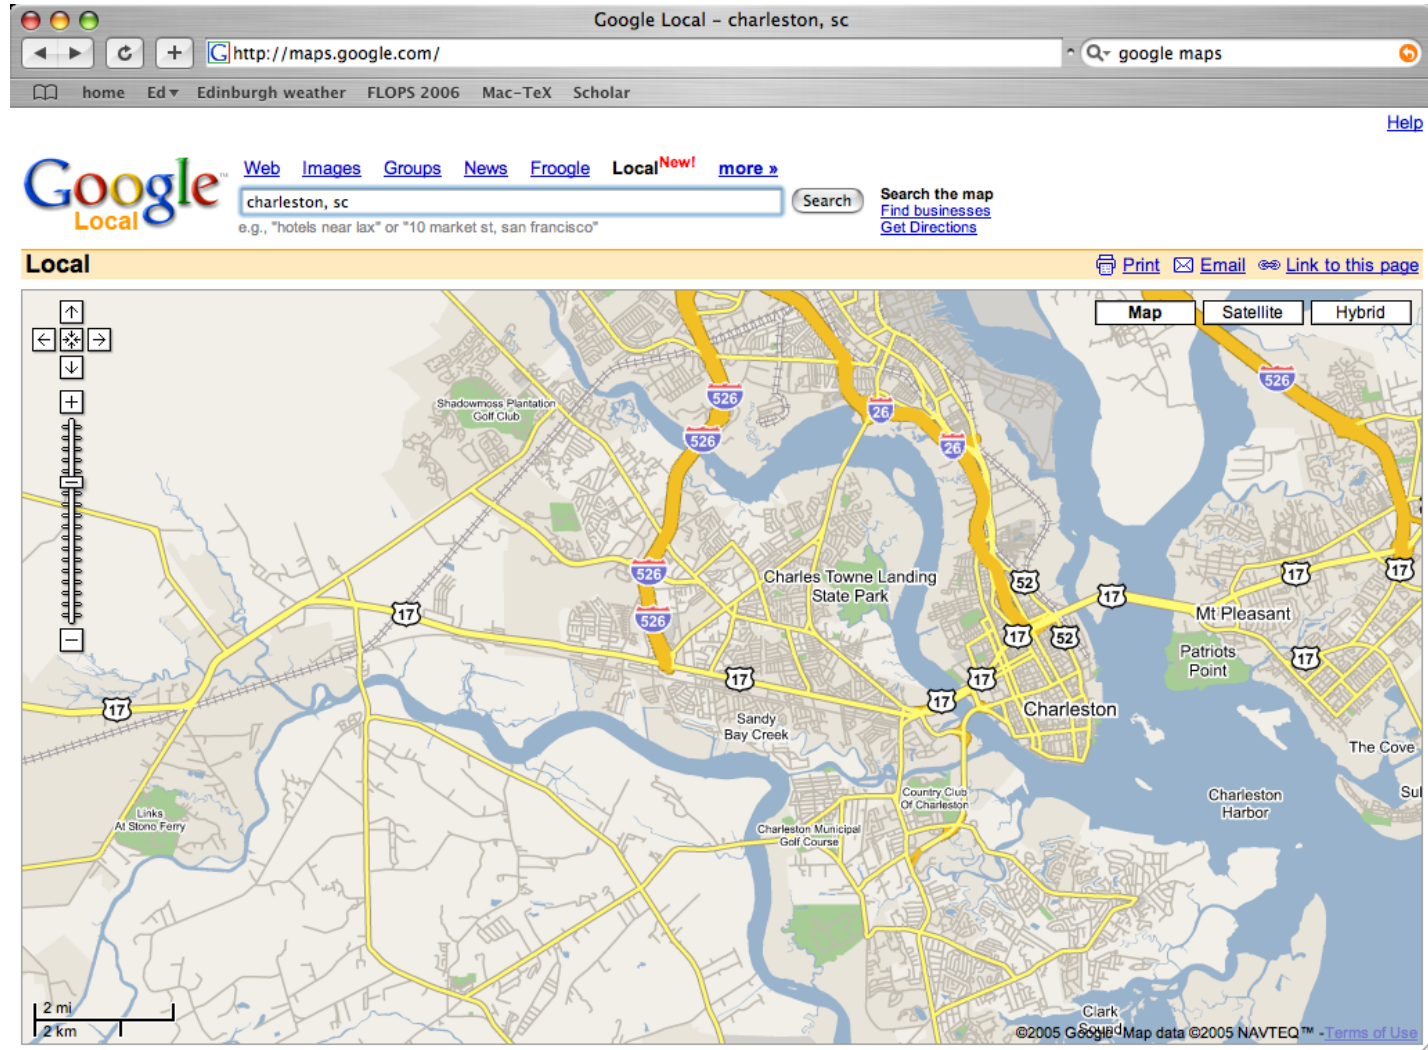 Google Local – charleston, sc
http://maps.google.com/
google maps
home Ed Edinburgh weather FLOPS 2006 Mac-TeX Scholar
Help
Google™
Local
Web Images Groups News Froogle Local New! more »
charleston, sc
Search
e.g., "hotels near lax" or "10 market st, san francisco"
Search the map
Find businesses
Get Directions
Local
Print Email Link to this page
Map Satellite Hybrid
526
526
Shadowmoss Plantation
Golf Club
26
526
26
526
17
17
Charles Towne Landing
State Park
52
17
17
526
Mt Pleasant
17
52
Patriots
Point
17
17
17
17
17
Charleston
Sandy
Bay Creek
The Cove
Country Club
Of Charleston
Charleston
Harbor
Sul
Links
At Stono Ferry
Charleston Municipal
Golf Course
2 mi
2 km
Clark
Sound
©2005 Google Map data ©2005 NAVTEQ™ - Terms of Use